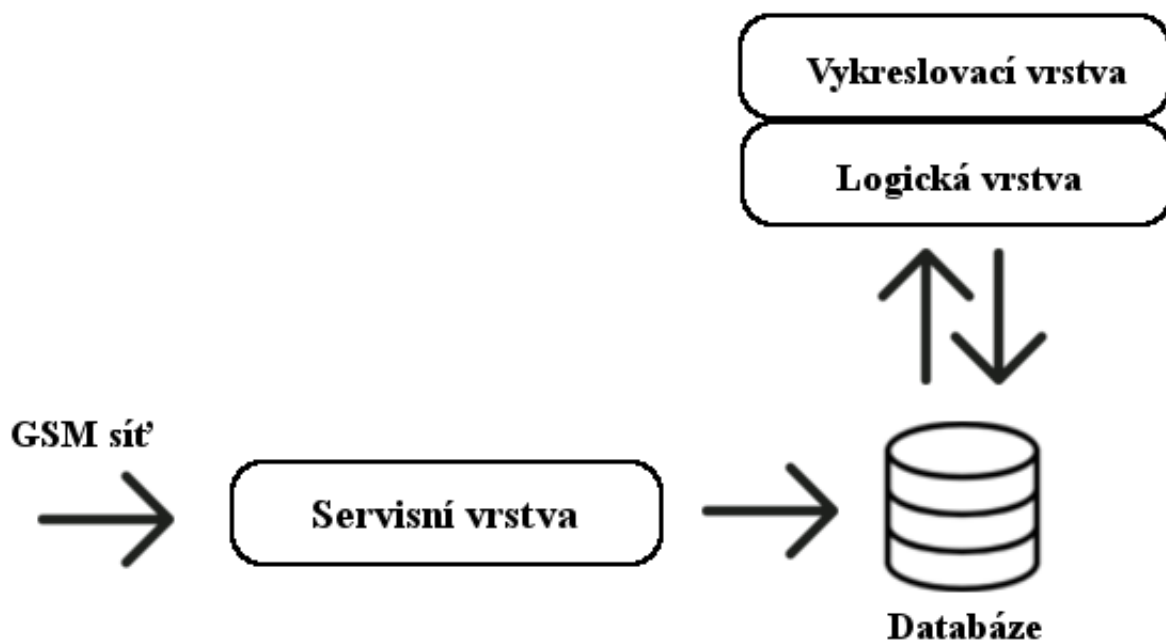 Vykreslovací vrstva
Logická vrstva
GSM síť
Servisní vrstva
Databáze